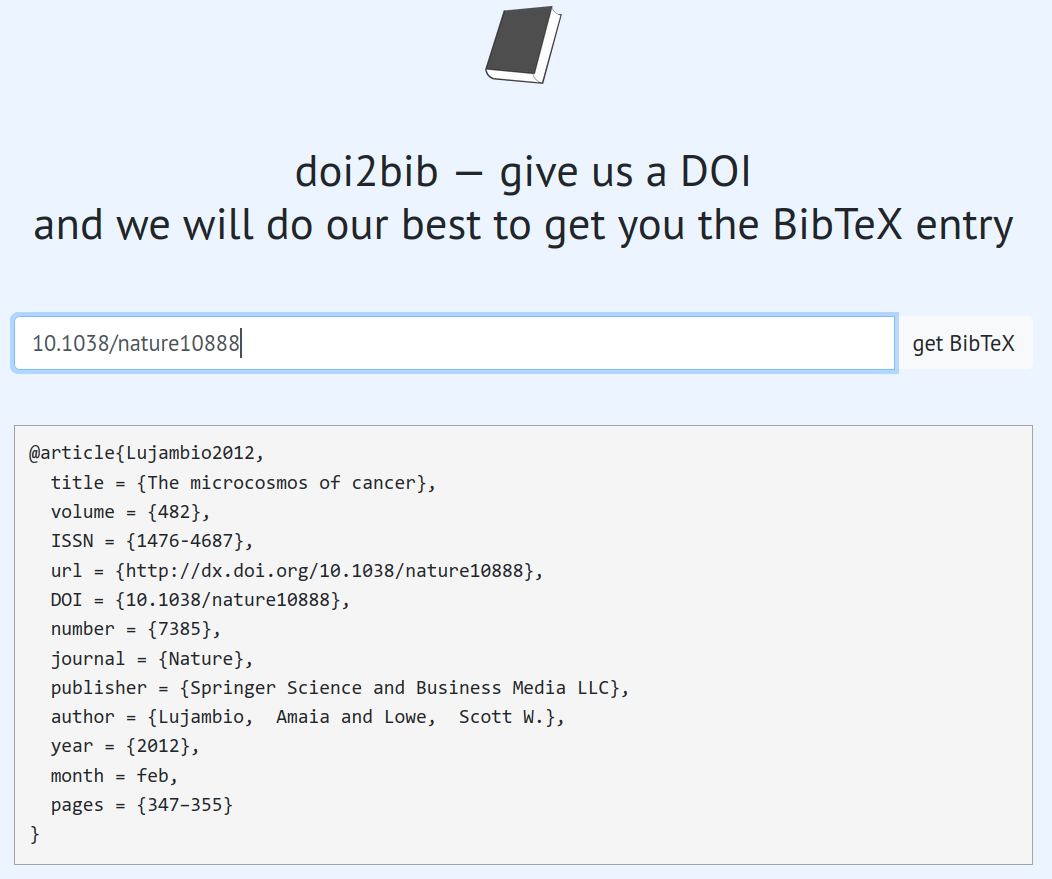 doi2bib — give us a DOI
and we will do our best to get you the BibTeX entry
10.1038/nature10888
get BibTeX
@article{Lujambio2012,
  title = {The microcosmos of cancer},
  volume = {482},
  ISSN = {1476-4687},
  url = {http://dx.doi.org/10.1038/nature10888},
  DOI = {10.1038/nature10888},
  number = {7385},
  journal = {Nature},
  publisher = {Springer Science and Business Media LLC},
  author = {Lujambio,  Amaia and Lowe,  Scott W.},
  year = {2012},
  month = feb,
  pages = {347–355}
}